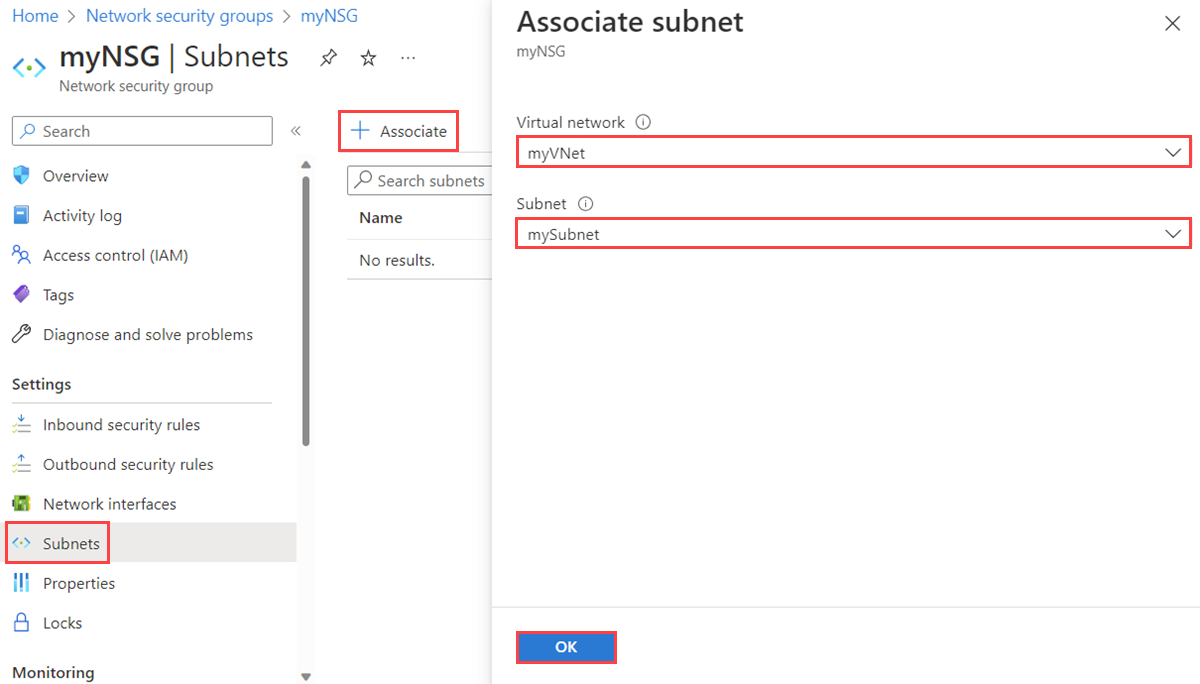 Home > Network security groups > myNSG
myNSG | Subnets
Network security group
Search
Overview
Activity log
Access control (IAM)
Tags
Diagnose and solve problems
Settings
Inbound security rules
Outbound security rules
Network interfaces
Subnets
Properties
Locks
Monitoring
Associate
Search subnets
Name
No results.
Associate subnet
myNSG
Virtual network
myVNet
Subnet
mySubnet
OK